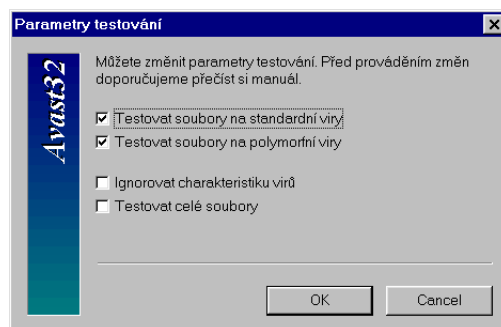 Parametry testování
Avast32
Můžete změnit parametry testování. Před prováděním změn
doporučujeme přečíst si manuál.
Testovat soubory na standardní viry
Testovat soubory na polymorfní viry
Ignorovat charakteristiku virů
Testovat celé soubory
OK
Cancel